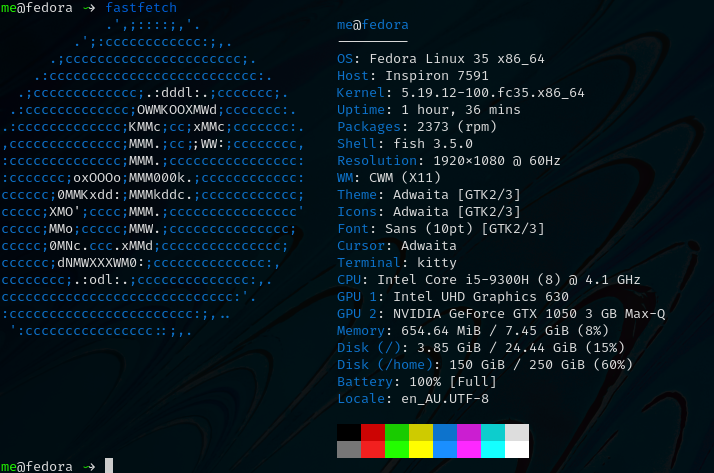 me@fedora ~> fastfetch
me@fedora
OS: Fedora Linux 35 x86_64
Host: Inspiron 7591
Kernel: 5.19.12-100.fc35.x86_64
Uptime: 1 hour, 36 mins
Packages: 2373 (rpm)
Shell: fish 3.5.0
Resolution: 1920x1080 @ 60Hz
WM: CWM (X11)
Theme: Adwaita [GTK2/3]
Icons: Adwaita [GTK2/3]
Font: Sans (10pt) [GTK2/3]
Cursor: Adwaita
Terminal: kitty
CPU: Intel Core i5-9300H (8) @ 4.1 GHz
GPU 1: Intel UHD Graphics 630
GPU 2: NVIDIA GeForce GTX 1050 3 GB Max-Q
Memory: 654.64 MiB / 7.45 GiB (8%)
Disk (/): 3.85 GiB / 24.44 GiB (15%)
Disk (/home): 150 GiB / 250 GiB (60%)
Battery: 100% [Full]
Locale: en_AU.UTF-8
me@fedora ~>